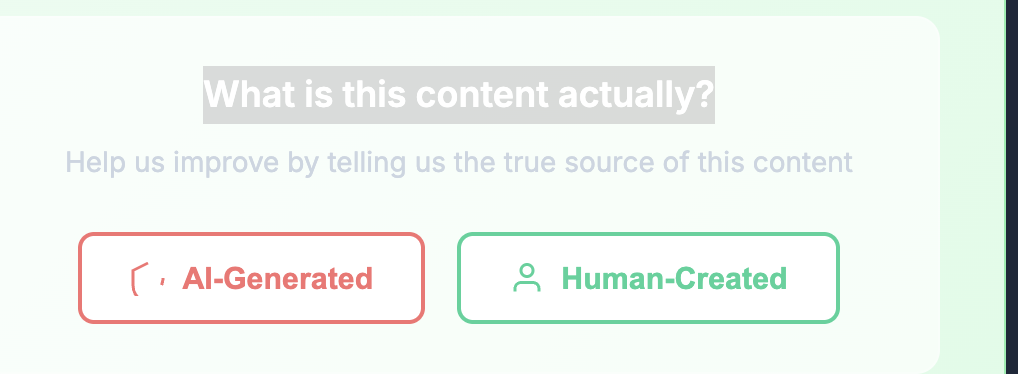 What is this content actually?
Help us improve by telling us the true source of this content
AI-Generated
Human-Created